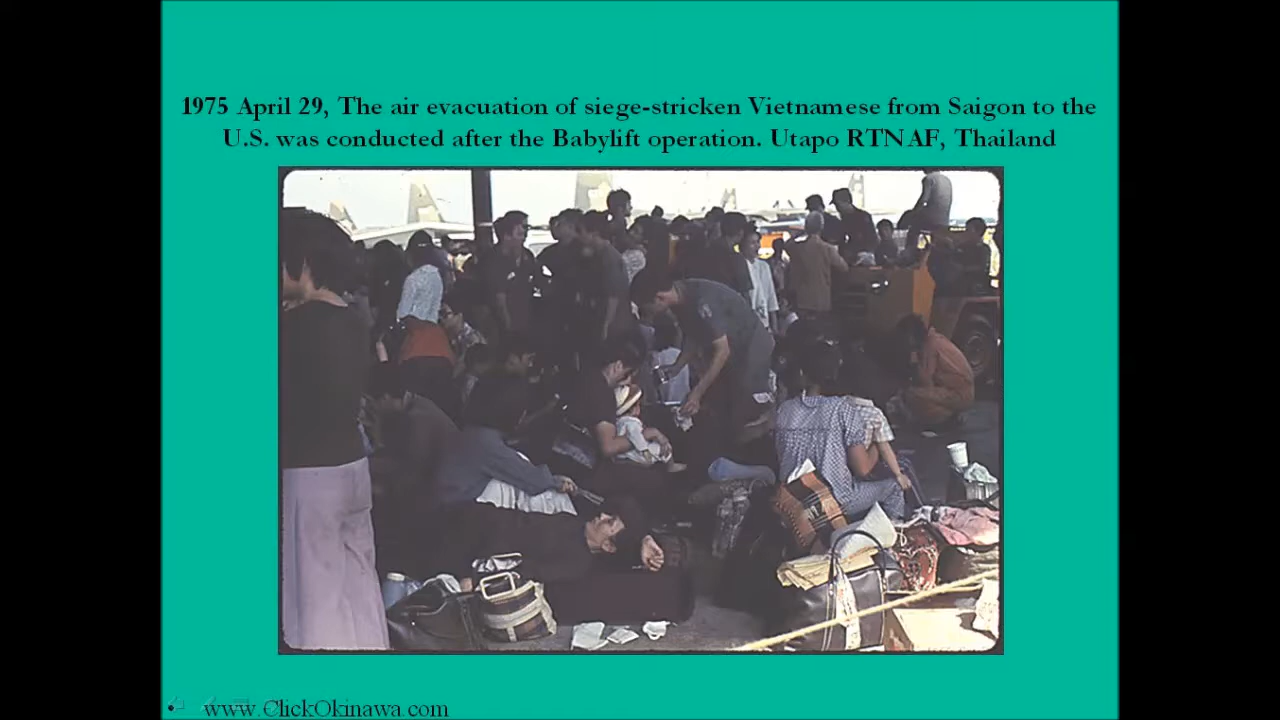 1975 April 29, The air evacuation of siege-stricken Vietnamese from Saigon to the
U.S. was conducted after the Babylift operation. Utapo RTNAF, Thailand
www.ClickOkinawa.com